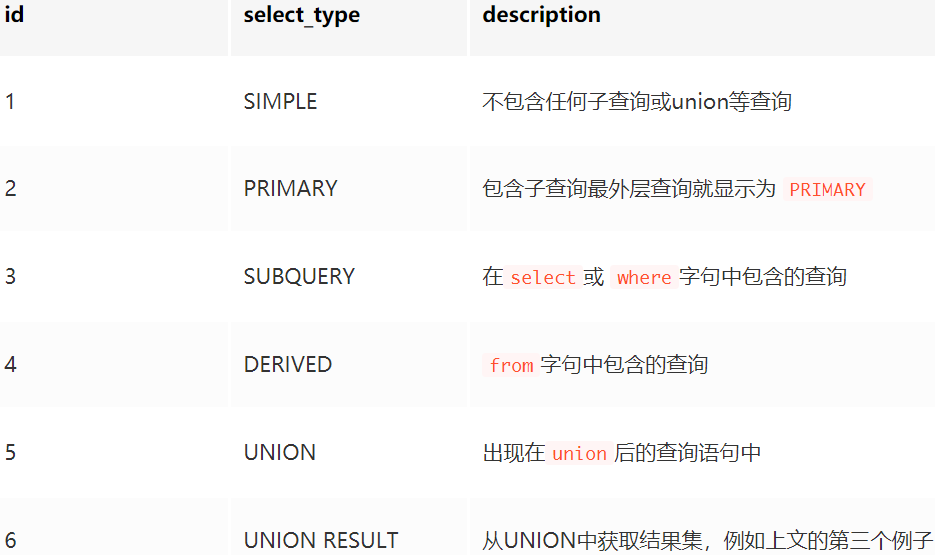 id select_type description
1 SIMPLE 不包含任何子查询或union等查询
2 PRIMARY 包含子查询最外层查询就显示为 PRIMARY
3 SUBQUERY 在 select 或 where 字句中包含的查询
4 DERIVED from 字句中包含的查询
5 UNION 出现在 union 后的查询语句中
6 UNION RESULT 从UNION中获取结果集，例如上文的第三个例子